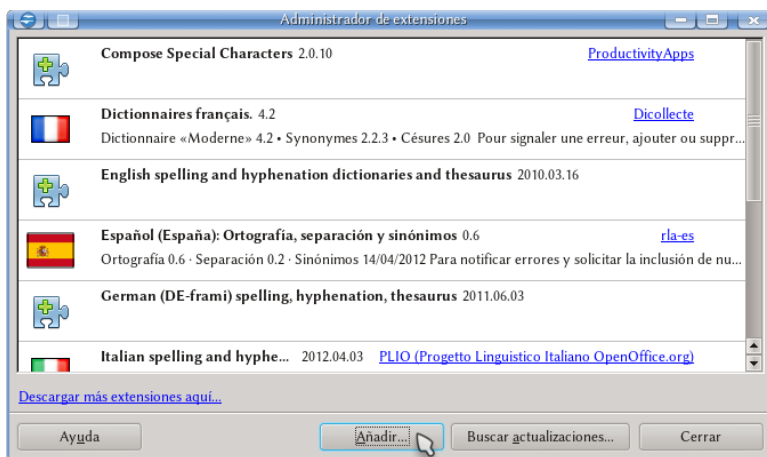 Administrador de extensiones
Compose Special Characters 2.0.10 ProductivityApps
Dictionnaires français. 4.2 Dicollecte
Dictionnaire «Moderne» 4.2 • Synonymes 2.2.3 • Césures 2.0 Pour signaler une erreur, ajouter ou suppr...
English spelling and hyphenation dictionaries and thesaurus 2010.03.16
Español (España): Ortografía, separación y sinónimos 0.6 rla-es
Ortografía 0.6 · Separación 0.2 · Sinónimos 14/04/2012 Para notificar errores y solicitar la inclusión de nu...
German (DE-frami) spelling, hyphenation, thesaurus 2011.06.03
Italian spelling and hyphe... 2012.04.03 PLIO (Progetto Linguistico Italiano OpenOffice.org)
Descargar más extensiones aquí...
Ayuda Añadir... Buscar actualizaciones... Cerrar